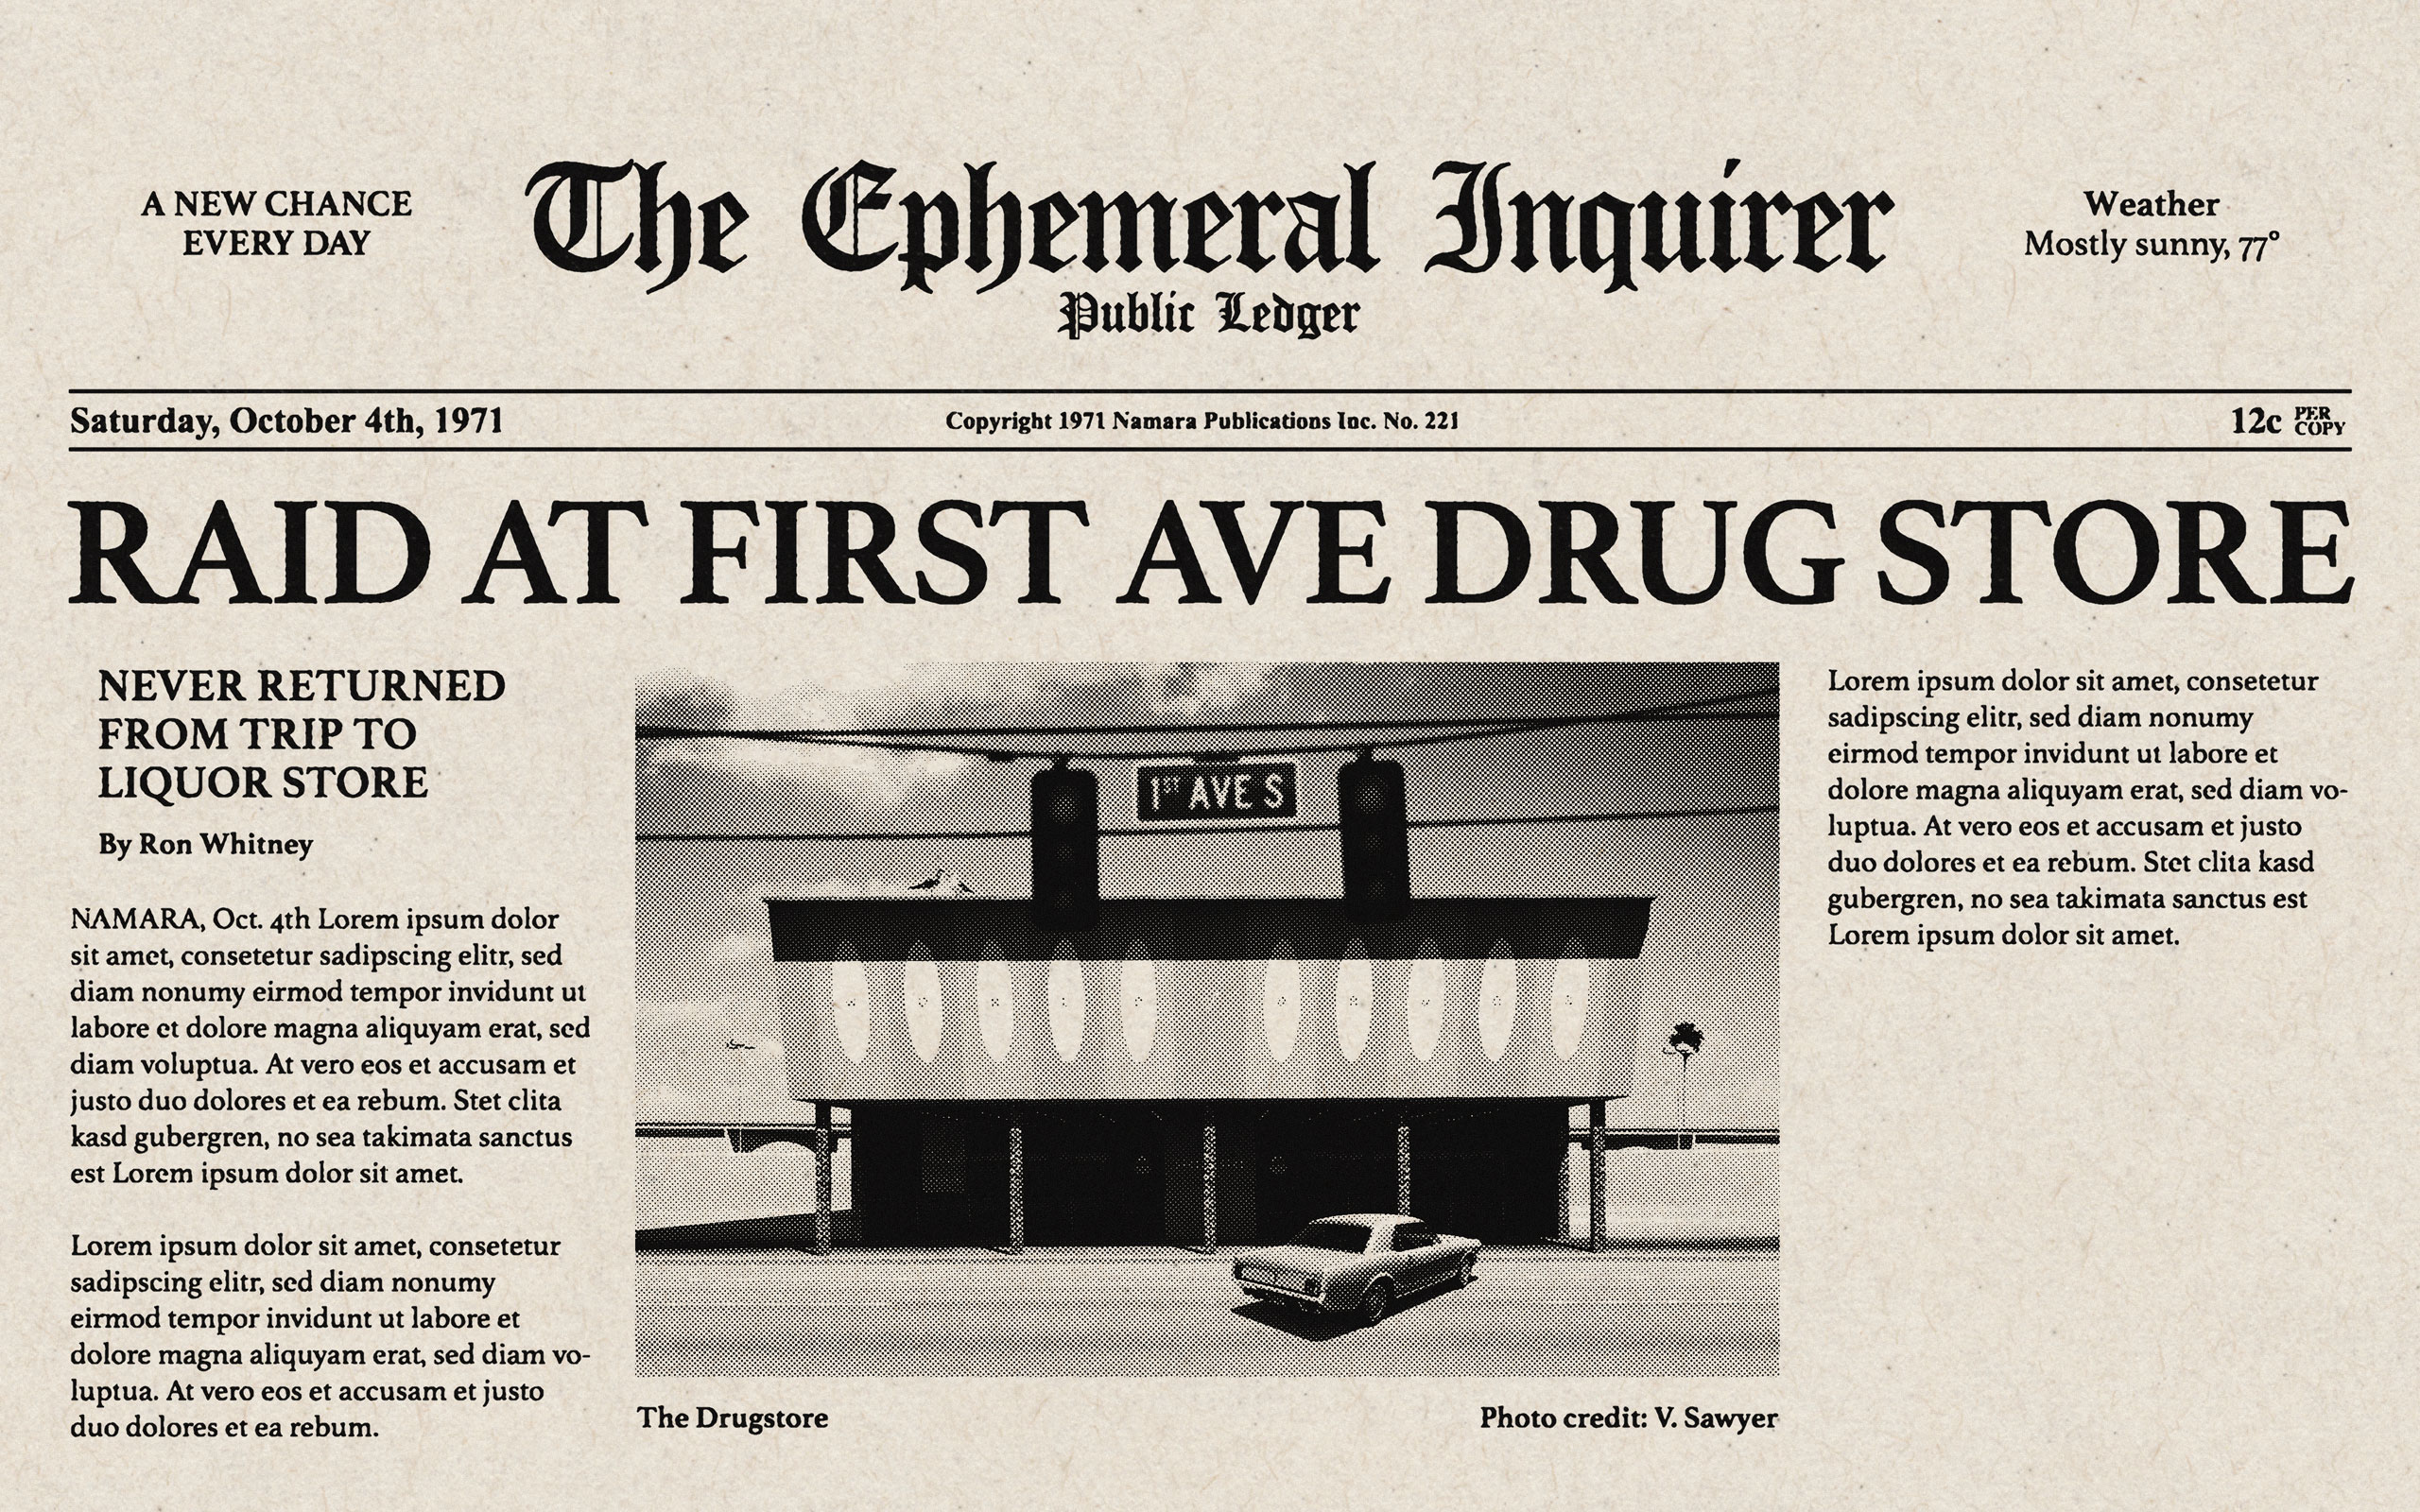 A NEW CHANCE
EVERY DAY
The Ephemeral Inquirer
Public Ledger
Weather
Mostly sunny, 77°
Saturday, October 4th, 1971
Copyright 1971 Namara Publications Inc. No. 221
12c PER
COPY
RAID AT FIRST AVE DRUG STORE
NEVER RETURNED
FROM TRIP TO
LIQUOR STORE
By Ron Whitney
NAMARA, Oct. 4th Lorem ipsum dolor
sit amet, consetetur sadipscing elitr, sed
diam nonumy eirmod tempor invidunt ut
labore et dolore magna aliquyam erat, sed
diam voluptua. At vero eos et accusam et
justo duo dolores et ea rebum. Stet clita
kasd gubergren, no sea takimata sanctus
est Lorem ipsum dolor sit amet.
Lorem ipsum dolor sit amet, consetetur
sadipscing elitr, sed diam nonumy
eirmod tempor invidunt ut labore et
dolore magna aliquyam erat, sed diam vo-
luptua. At vero eos et accusam et justo
duo dolores et ea rebum.
1ST AVE S
The Drugstore
Photo credit: V. Sawyer
Lorem ipsum dolor sit amet, consetetur
sadipscing elitr, sed diam nonumy
eirmod tempor invidunt ut labore et
dolore magna aliquyam erat, sed diam vo-
luptua. At vero eos et accusam et justo
duo dolores et ea rebum. Stet clita kasd
gubergren, no sea takimata sanctus est
Lorem ipsum dolor sit amet.